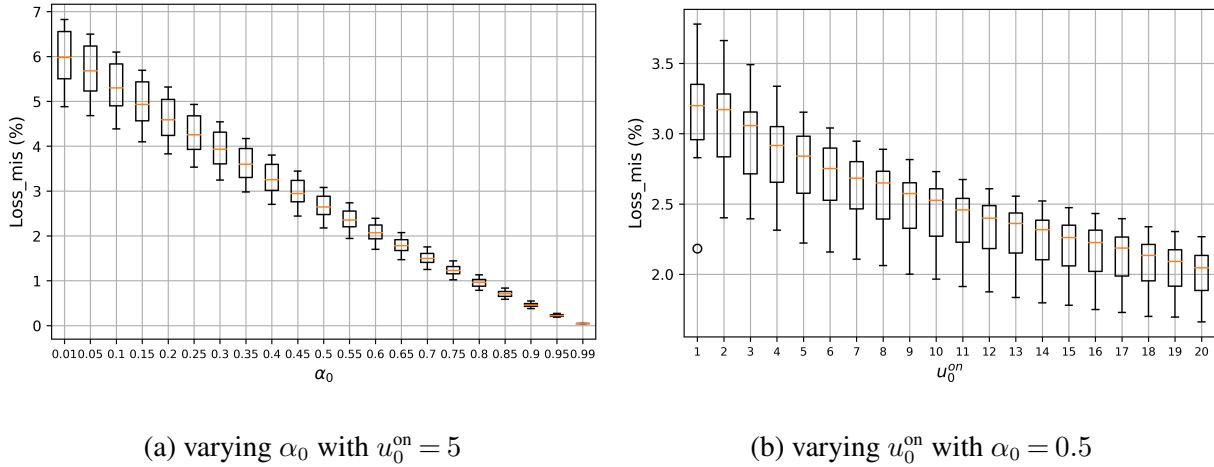 7
6
5
4
3
2
1
0
Loss_mis (%)
0.01 0.05 0.1 0.15 0.2 0.25 0.3 0.35 0.4 0.45 0.5 0.55 0.6 0.65 0.7 0.75 0.8 0.85 0.9 0.95 0.99
α₀
3.5
3.0
2.5
2.0
Loss_mis (%)
1 2 3 4 5 6 7 8 9 10 11 12 13 14 15 16 17 18 19 20
u₀ᵒⁿ
(a) varying α₀ with u₀ᵒⁿ = 5
(b) varying u₀ᵒⁿ with α₀ = 0.5